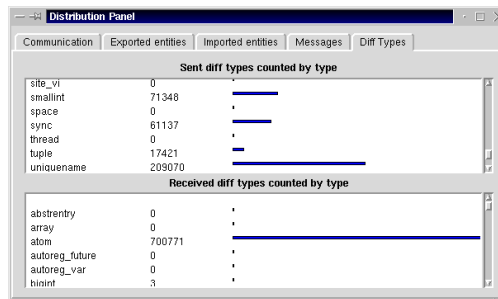 Distribution Panel
Communication Exported entities Imported entities Messages Diff Types
Sent diff types counted by type
site_vi 0
smallint 71348
space 0
sync 61137
thread 0
tuple 17421
uniquename 209070
Received diff types counted by type
abstrentry 0
array 0
atom 700771
autoreg_future 0
autoreg_var 0
bigint 3